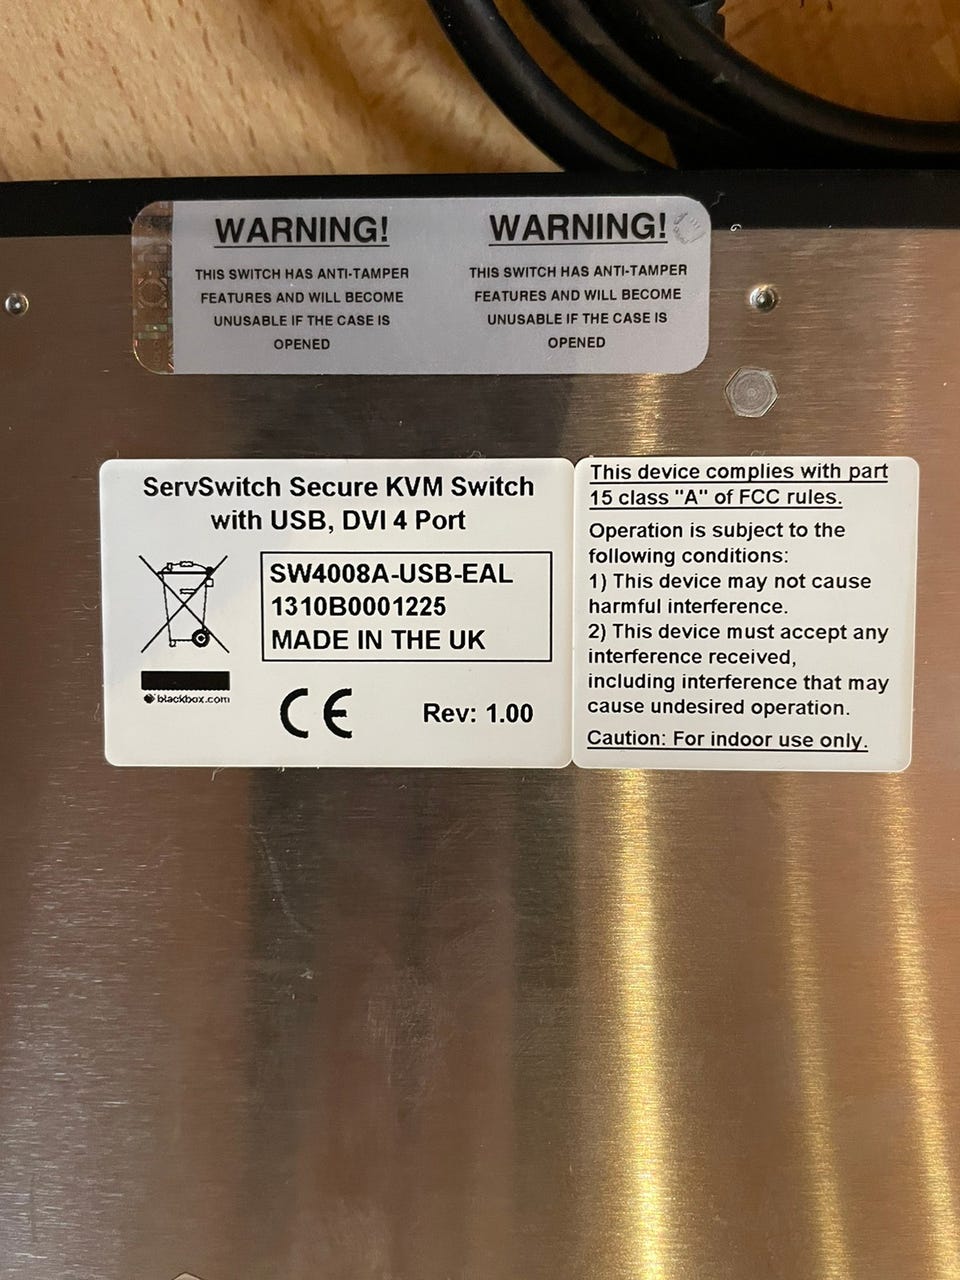 WARNING!
THIS SWITCH HAS ANTI-TAMPER
FEATURES AND WILL BECOME
UNUSABLE IF THE CASE IS
OPENED
WARNING!
THIS SWITCH HAS ANTI-TAMPER
FEATURES AND WILL BECOME
UNUSABLE IF THE CASE IS
OPENED
ServSwitch Secure KVM Switch
with USB, DVI 4 Port
SW4008A-USB-EAL
1310B0001225
MADE IN THE UK
blackbox.com
CE
Rev: 1.00
This device complies with part
15 class "A" of FCC rules.
Operation is subject to the
following conditions:
1) This device may not cause
harmful interference.
2) This device must accept any
interference received,
including interference that may
cause undesired operation.
Caution: For indoor use only.